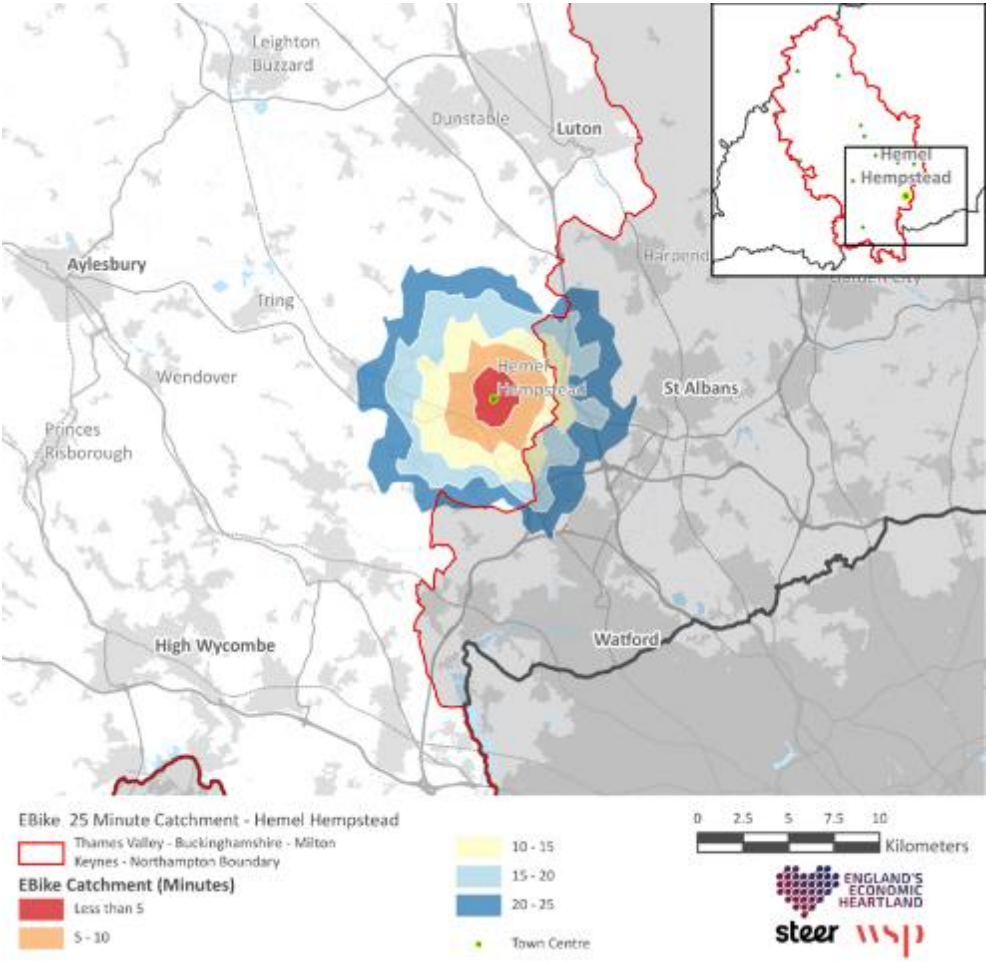 Leighton
Buzzard
Dunstable
Luton
Hemel
Hempstead
Harpend
Aylesbury
Tring
Hemel
Hempstead
St Albans
Wendover
Princes
Risborough
High Wycombe
Watford
EBike 25 Minute Catchment - Hemel Hempstead
Thames Valley - Buckinghamshire - Milton
Keynes - Northampton Boundary
EBike Catchment (Minutes)
Less than 5
5 - 10
10 - 15
15 - 20
20 - 25
Town Centre
0 2.5 5 7.5 10
Kilometers
ENGLAND'S
ECONOMIC
HEARTLAND
steer wsp